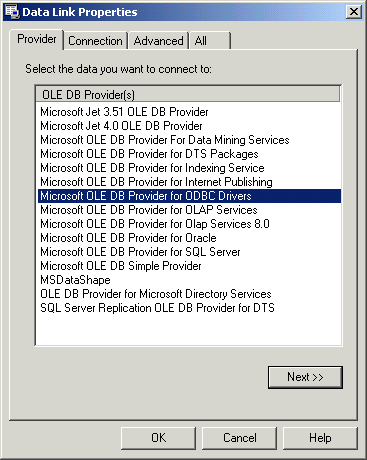 Data Link Properties
Provider Connection Advanced All
Select the data you want to connect to:
OLE DB Provider(s)
Microsoft Jet 3.51 OLE DB Provider
Microsoft Jet 4.0 OLE DB Provider
Microsoft OLE DB Provider For Data Mining Services
Microsoft OLE DB Provider for DTS Packages
Microsoft OLE DB Provider for Indexing Service
Microsoft OLE DB Provider for Internet Publishing
Microsoft OLE DB Provider for ODBC Drivers
Microsoft OLE DB Provider for OLAP Services
Microsoft OLE DB Provider for Olap Services 8.0
Microsoft OLE DB Provider for Oracle
Microsoft OLE DB Provider for SQL Server
Microsoft OLE DB Simple Provider
MSDataShape
OLE DB Provider for Microsoft Directory Services
SQL Server Replication OLE DB Provider for DTS
Next >>
OK Cancel Help